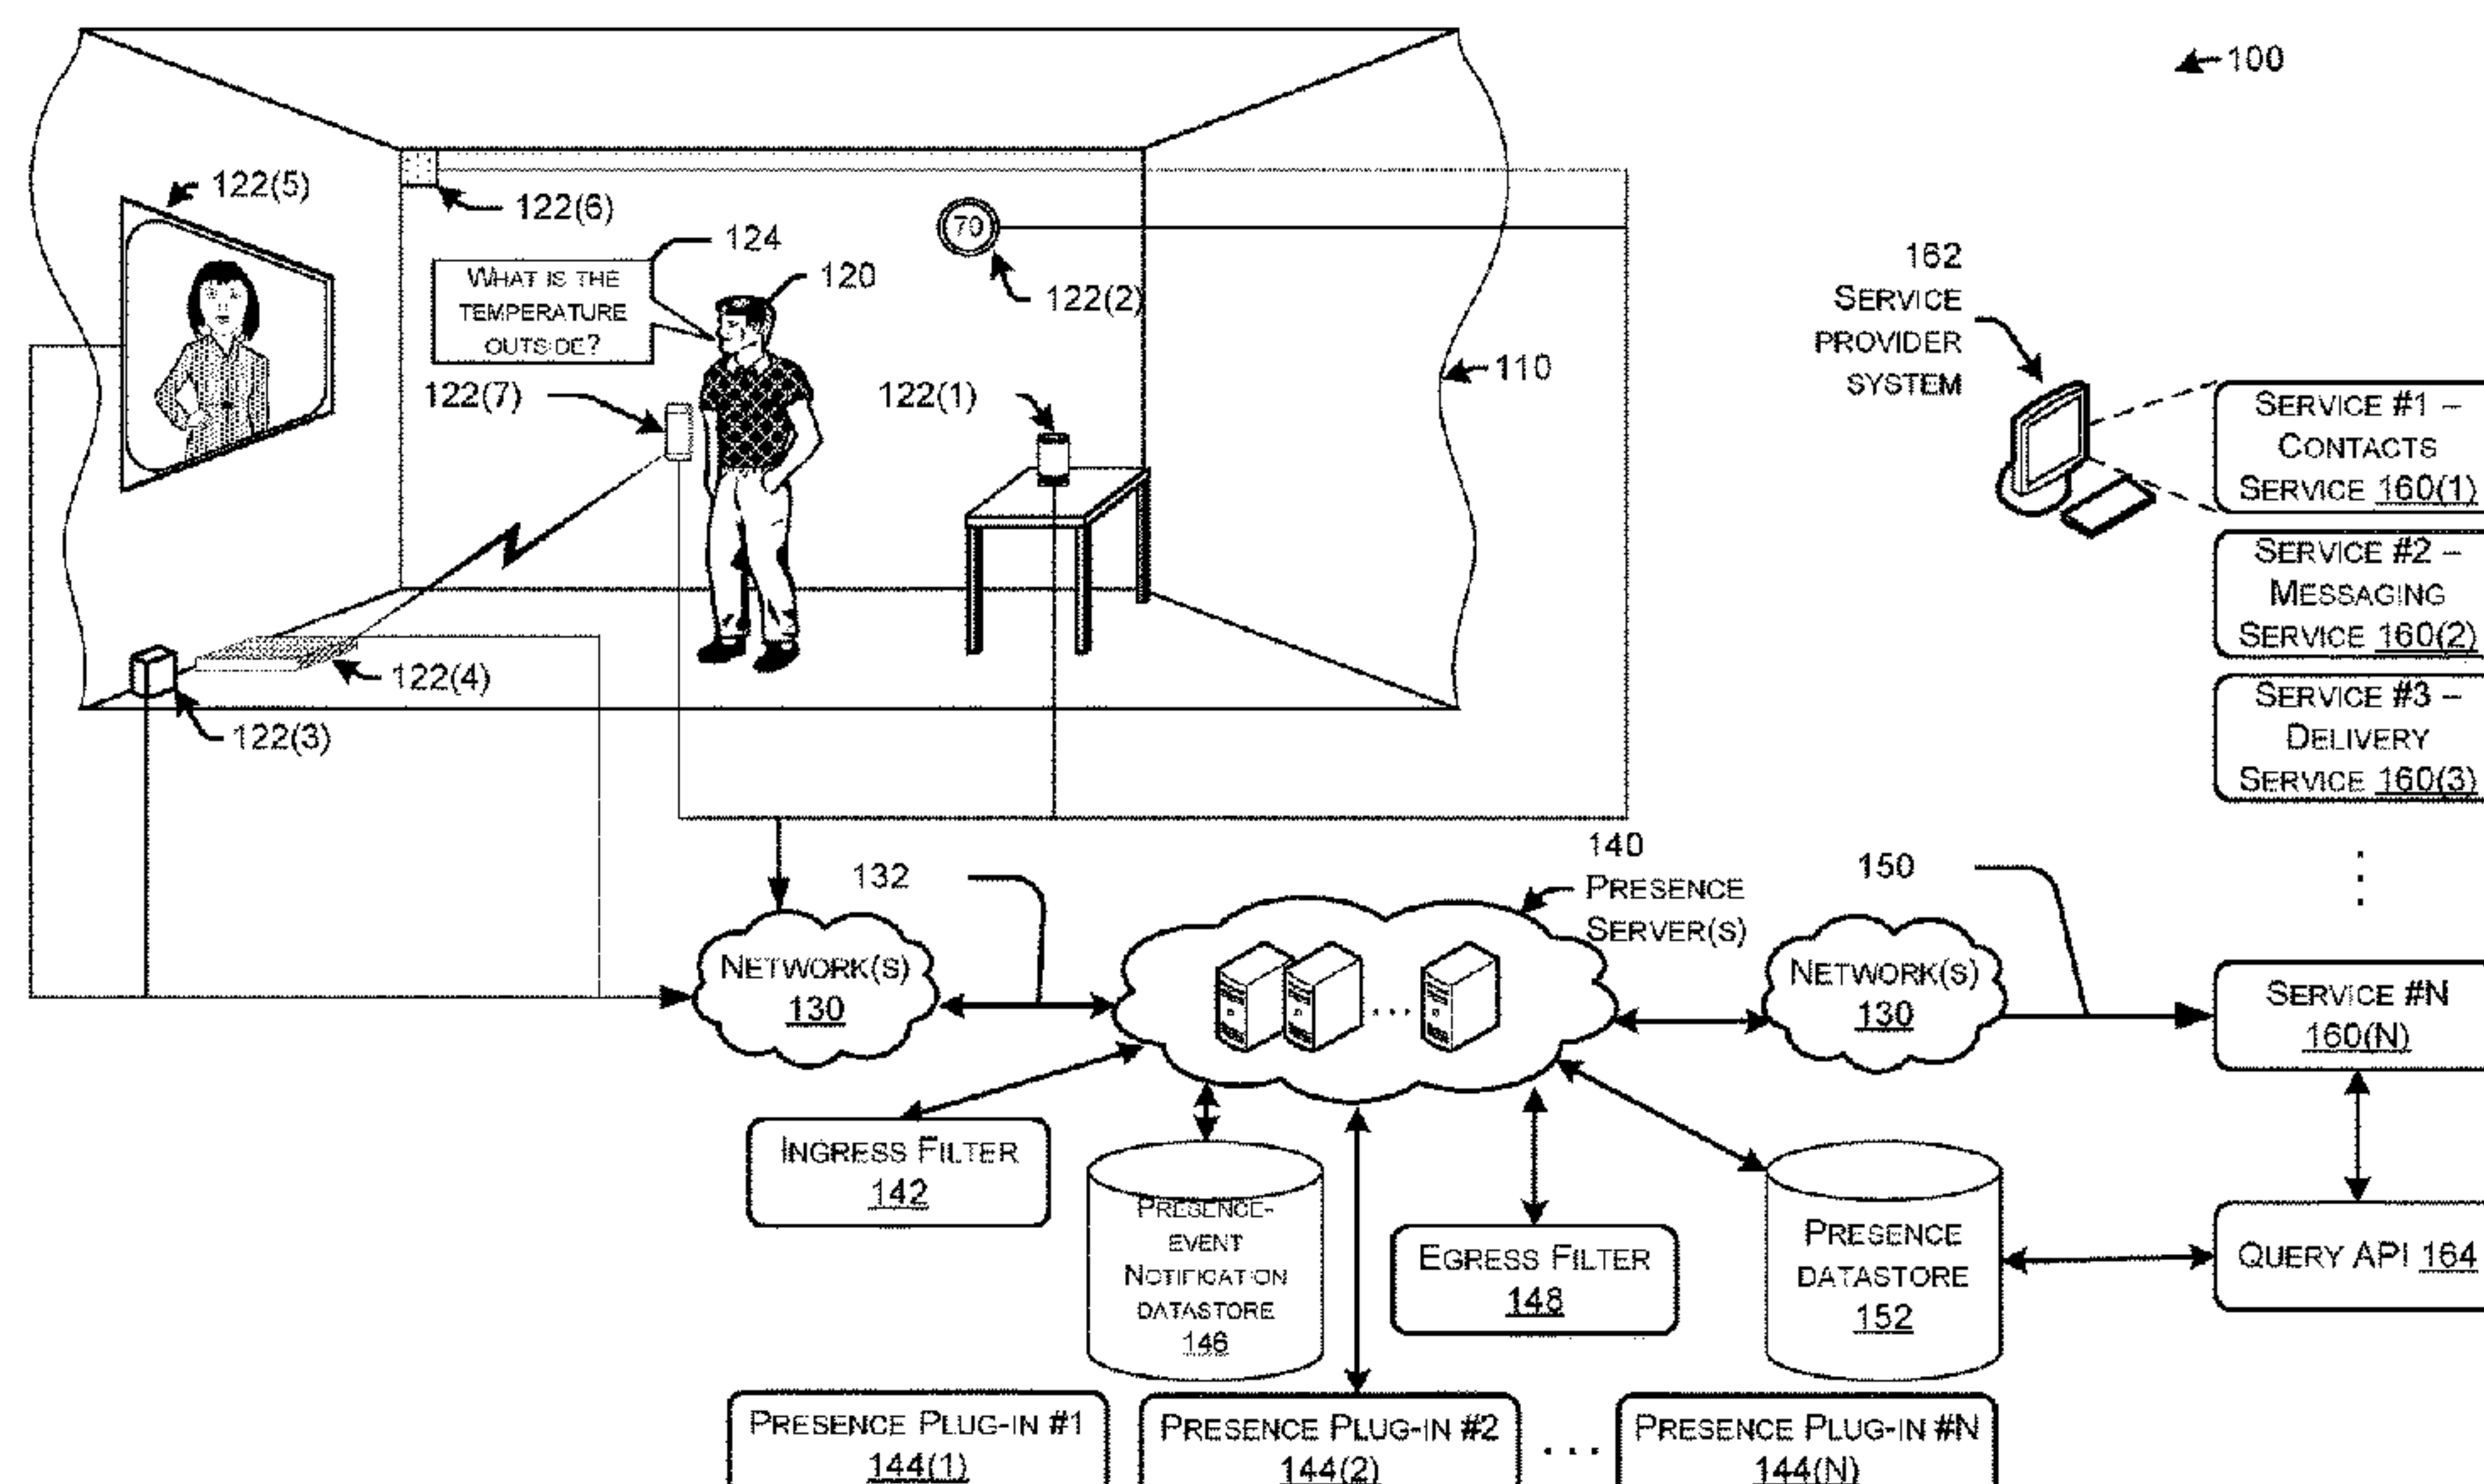 100
122(5)
122(6)
124
WHAT IS THE
TEMPERATURE
OUTSIDE?
120
70
122(2)
110
122(7)
122(1)
122(4)
122(3)
162
SERVICE
PROVIDER
SYSTEM
SERVICE #1 –
CONTACTS
SERVICE 160(1)
SERVICE #2 –
MESSAGING
SERVICE 160(2)
SERVICE #3 –
DELIVERY
SERVICE 160(3)
132
140
PRESENCE
SERVER(S)
150
NETWORK(S)
130
NETWORK(S)
130
SERVICE #N
160(N)
INGRESS FILTER
142
PRESENCE-
EVENT
NOTIFICATION
DATASTORE
146
EGRESS FILTER
148
PRESENCE
DATASTORE
152
QUERY API 164
PRESENCE PLUG-IN #1
144(1)
PRESENCE PLUG-IN #2
144(2)
. . .
PRESENCE PLUG-IN #N
144(N)